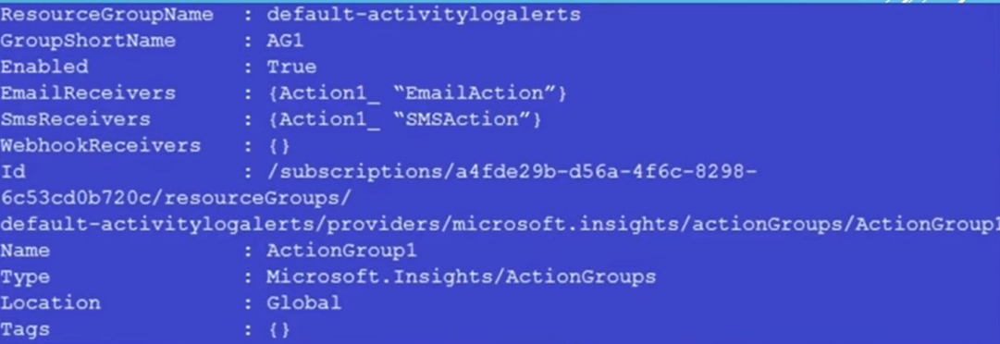 ResourceGroupName : default-activitylogalerts
GroupShortName : AG1
Enabled : True
EmailReceivers : {Action1_ “EmailAction”}
SmsReceivers : {Action1_ “SMSAction”}
WebhookReceivers : {}
Id : /subscriptions/a4fde29b-d56a-4f6c-8298-
6c53cd0b720c/resourceGroups/
default-activitylogalerts/providers/microsoft.insights/actionGroups/ActionGroup1
Name : ActionGroup1
Type : Microsoft.Insights/ActionGroups
Location : Global
Tags : {}